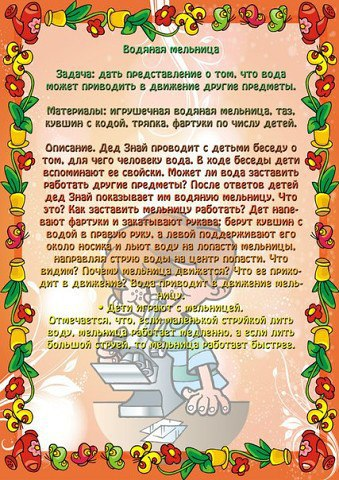 Водяная мельница
Задача: дать представление о том, что вода
может приводить в движение другие предметы.
Материалы: игрушечная водяная мельница, таз,
кувшин с кодой, тряпка, фартуки по числу детей.
Описание. Дед Знай проводит с детьми беседу о
том, для чего человеку вода. В ходе беседы дети
вспоминают ее свойски. Может ли вода заставить
работать другие предметы? После ответов детей
дед Знай показывает им водяную мельницу. Что
это? Как заставить мельницу работать? Дет напе-
вают фартуки и закатывают рикава берут кувшин с
водой в правую руку, а левой поддерживают его
около носика и льют воду на лопасти мельницы,
направляя струю воды на центр попасти. Что
видим? Почему мельница движется? Что ее прихо-
дит в движение? Вода приводит в движение мель-
ницу.
- Дети играют с мельницей.
Отмечается, что, если маленькой струйкой лить
воду, мельница работает медленно, а если лить
большой струей, то мельница работает быстрее.